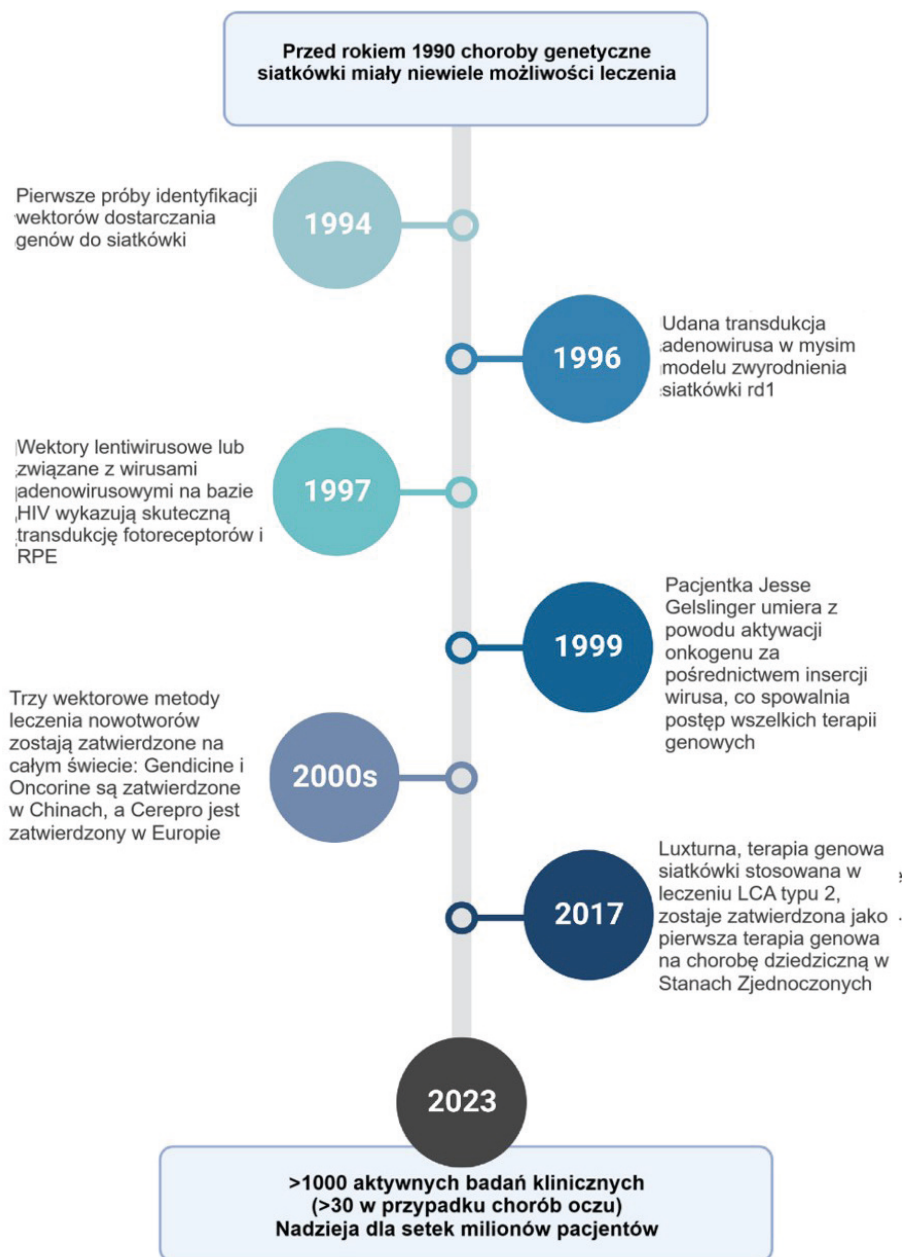 Przed rokiem 1990 choroby genetyczne
siatkówki miały niewiele możliwości leczenia
1994
Pierwsze próby identyfikacji
wektorów dostarczania
genów do siatkówki
1996
Udana transdukcja
adenowirusa w mysim
modelu zwyrodnienia
siatkówki rd1
1997
Wektory lentiwirusowe lub
związane z wirusami
adenowirusowymi na bazie
HIV wykazują skuteczną
transdukcję fotoreceptorów i
RPE
1999
Pacjentka Jesse
Gelslinger umiera z
powodu aktywacji
onkogenu za
pośrednictwem insercji
wirusa, co spowalnia
postęp wszelkich terapii
genowych
2000s
Trzy wektorowe metody
leczenia nowotworów
zostają zatwierdzone na
całym świecie: Gendicine i
Oncorine są zatwierdzone
w Chinach, a Cerepro jest
zatwierdzony w Europie
2017
Luxturna, terapia genowa
siatkówki stosowana w
leczeniu LCA typu 2,
zostaje zatwierdzona jako
pierwsza terapia genowa
na chorobę dziedziczną w
Stanach Zjednoczonych
2023
>1000 aktywnych badań klinicznych
(>30 w przypadku chorób oczu)
Nadzieja dla setek milionów pacjentów